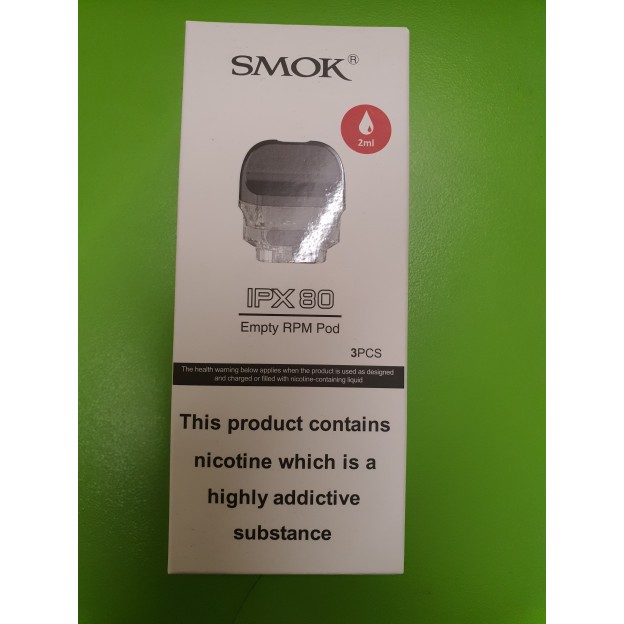 SMOK®
2ml
IPX 80
Empty RPM Pod
3PCS
The health warning below applies when the product is used as designed
and charged or filled with nicotine-containing liquid
This product contains
nicotine which is a
highly addictive
substance